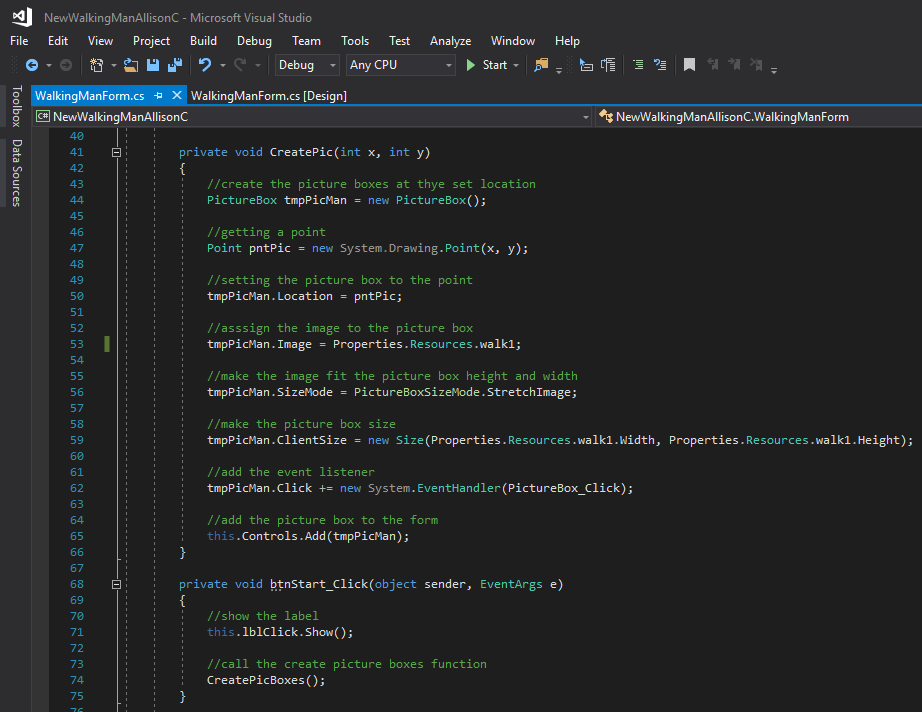 NewWalkingManAllisonC - Microsoft Visual Studio
File Edit View Project Build Debug Team Tools Test Analyze Window Help
Debug Any CPU Start
Toolbox
Data Sources
WalkingManForm.cs WalkingManForm.cs [Design]
C# NewWalkingManAllisonC NewWalkingManAllisonC.WalkingManForm
40
41 private void CreatePic(int x, int y)
42 {
43 //create the picture boxes at thye set location
44 PictureBox tmpPicMan = new PictureBox();
45
46 //getting a point
47 Point pntPic = new System.Drawing.Point(x, y);
48
49 //setting the picture box to the point
50 tmpPicMan.Location = pntPic;
51
52 //asssign the image to the picture box
53 tmpPicMan.Image = Properties.Resources.walk1;
54
55 //make the image fit the picture box height and width
56 tmpPicMan.SizeMode = PictureBoxSizeMode.StretchImage;
57
58 //make the picture box size
59 tmpPicMan.ClientSize = new Size(Properties.Resources.walk1.Width, Properties.Resources.walk1.Height);
60
61 //add the event listener
62 tmpPicMan.Click += new System.EventHandler(PictureBox_Click);
63
64 //add the picture box to the form
65 this.Controls.Add(tmpPicMan);
66 }
67
68 private void btnStart_Click(object sender, EventArgs e)
69 {
70 //show the label
71 this.lblClick.Show();
72
73 //call the create picture boxes function
74 CreatePicBoxes();
75 }
76